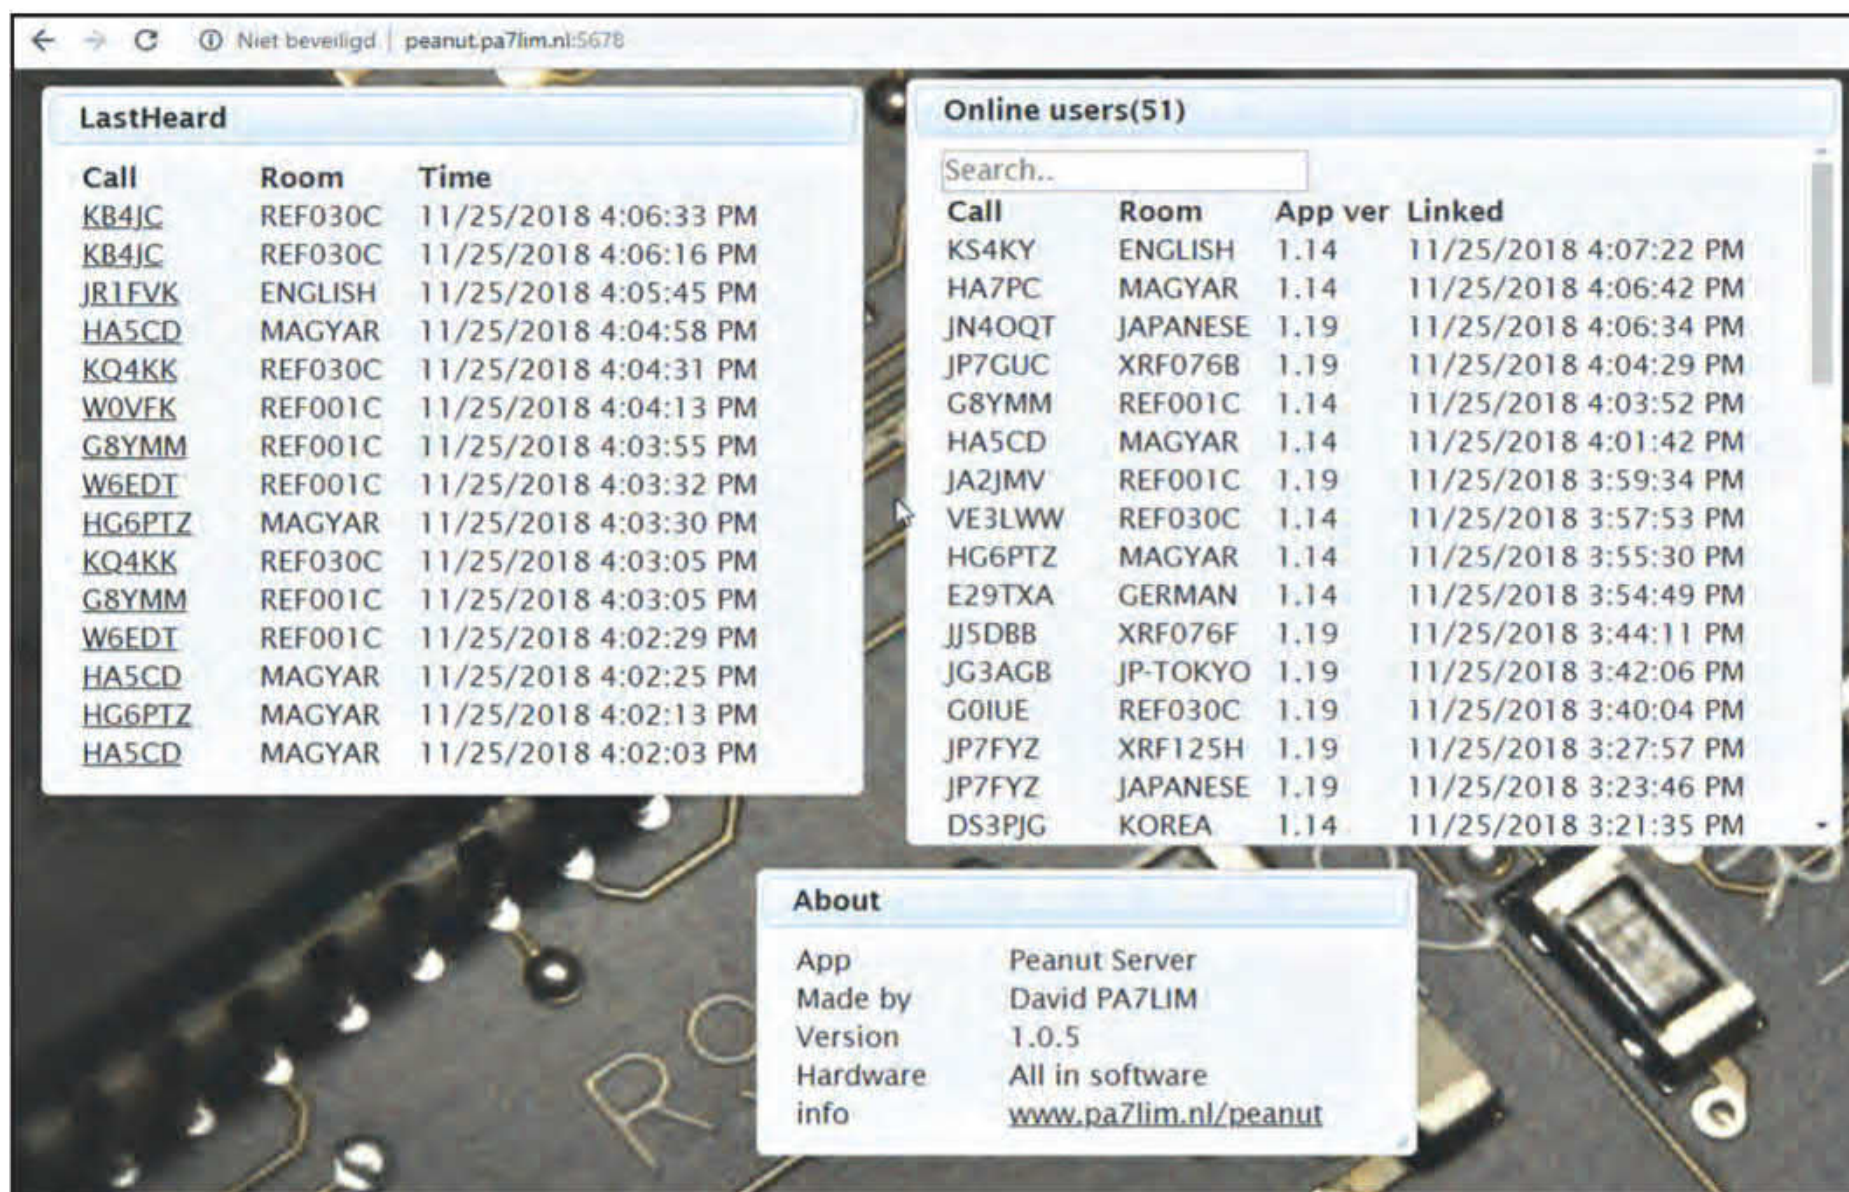 Niet beveiligd | peanut.pa7lim.nl:5678
LastHeard
Call Room Time
KB4JC REF030C 11/25/2018 4:06:33 PM
KB4JC REF030C 11/25/2018 4:06:16 PM
JR1FVK ENGLISH 11/25/2018 4:05:45 PM
HA5CD MAGYAR 11/25/2018 4:04:58 PM
KQ4KK REF030C 11/25/2018 4:04:31 PM
W0VFK REF001C 11/25/2018 4:04:13 PM
G8YMM REF001C 11/25/2018 4:03:55 PM
W6EDT REF001C 11/25/2018 4:03:32 PM
HG6PTZ MAGYAR 11/25/2018 4:03:30 PM
KQ4KK REF030C 11/25/2018 4:03:05 PM
G8YMM REF001C 11/25/2018 4:03:05 PM
W6EDT REF001C 11/25/2018 4:02:29 PM
HA5CD MAGYAR 11/25/2018 4:02:25 PM
HG6PTZ MAGYAR 11/25/2018 4:02:13 PM
HA5CD MAGYAR 11/25/2018 4:02:03 PM
Online users(51)
Search..
Call Room App ver Linked
KS4KY ENGLISH 1.14 11/25/2018 4:07:22 PM
HA7PC MAGYAR 1.14 11/25/2018 4:06:42 PM
JN4OQT JAPANESE 1.19 11/25/2018 4:06:34 PM
JP7GUC XRF076B 1.19 11/25/2018 4:04:29 PM
G8YMM REF001C 1.14 11/25/2018 4:03:52 PM
HA5CD MAGYAR 1.14 11/25/2018 4:01:42 PM
JA2JMV REF001C 1.19 11/25/2018 3:59:34 PM
VE3LWW REF030C 1.14 11/25/2018 3:57:53 PM
HG6PTZ MAGYAR 1.14 11/25/2018 3:55:30 PM
E29TXA GERMAN 1.14 11/25/2018 3:54:49 PM
JJ5DBB XRF076F 1.19 11/25/2018 3:44:11 PM
JG3AGB JP-TOKYO 1.19 11/25/2018 3:42:06 PM
G0IUE REF030C 1.19 11/25/2018 3:40:04 PM
JP7FYZ XRF125H 1.19 11/25/2018 3:27:57 PM
JP7FYZ JAPANESE 1.19 11/25/2018 3:23:46 PM
DS3PJG KOREA 1.14 11/25/2018 3:21:35 PM
About
App Peanut Server
Made by David PA7LIM
Version 1.0.5
Hardware All in software
info www.pa7lim.nl/peanut